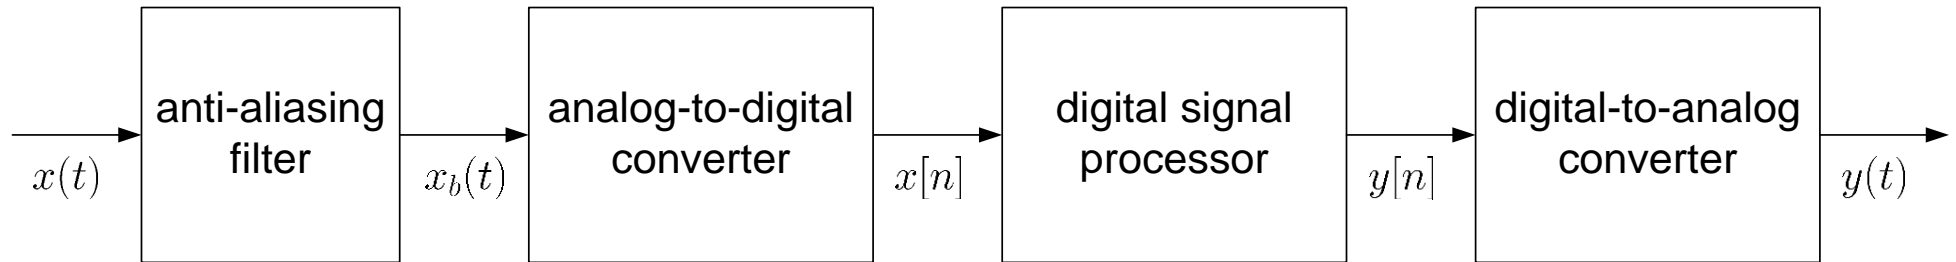 anti-aliasing
filter
analog-to-digital
converter
digital signal
processor
digital-to-analog
converter
x(t)
x_b(t)
x[n]
y[n]
y(t)